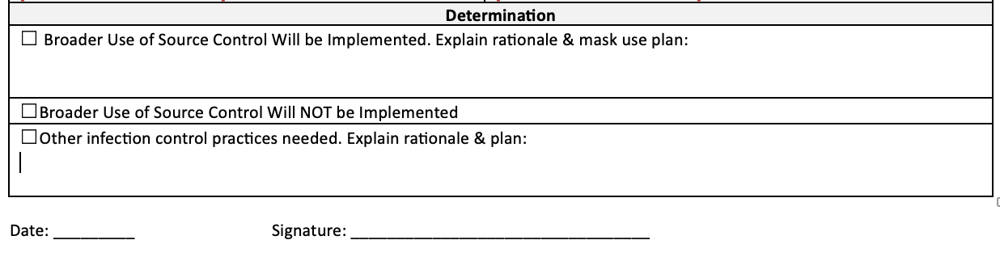 Determination
☐ Broader Use of Source Control Will be Implemented. Explain rationale & mask use plan:
☐Broader Use of Source Control Will NOT be Implemented
☐Other infection control practices needed. Explain rationale & plan:
Date: _________ Signature: _________________________________